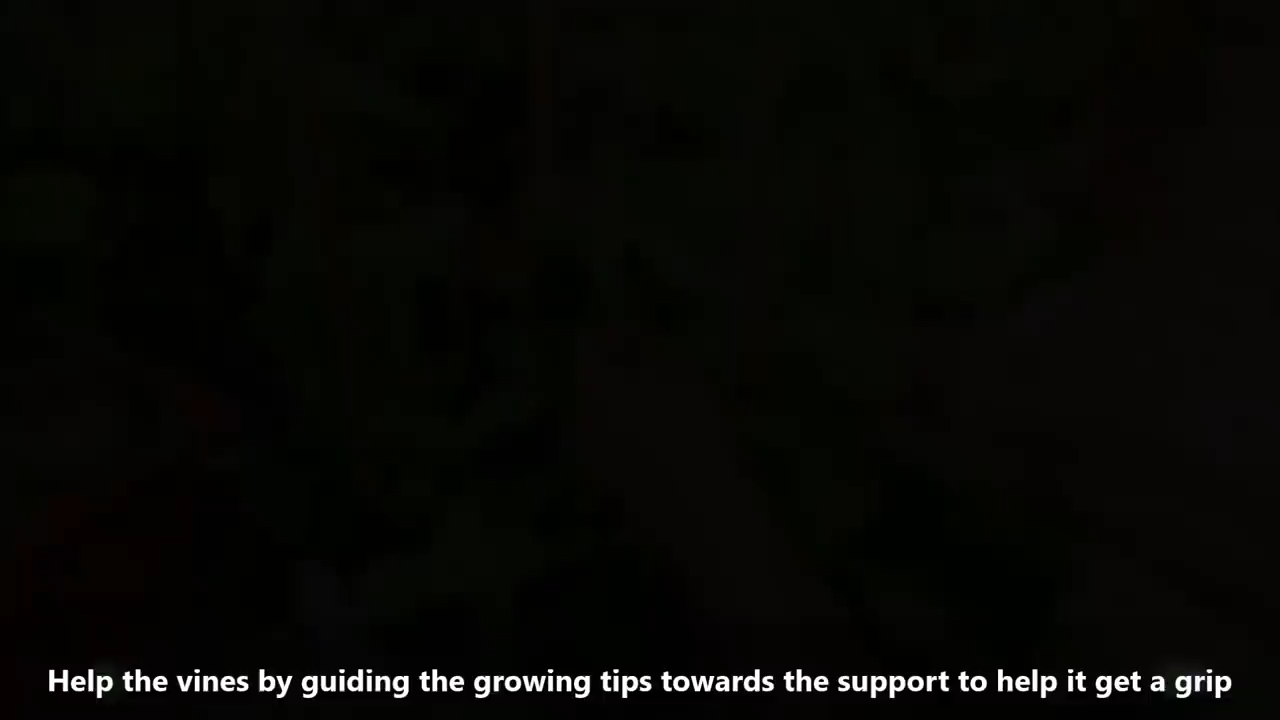 Help the vines by guiding the growing tips towards the support to help it get a grip